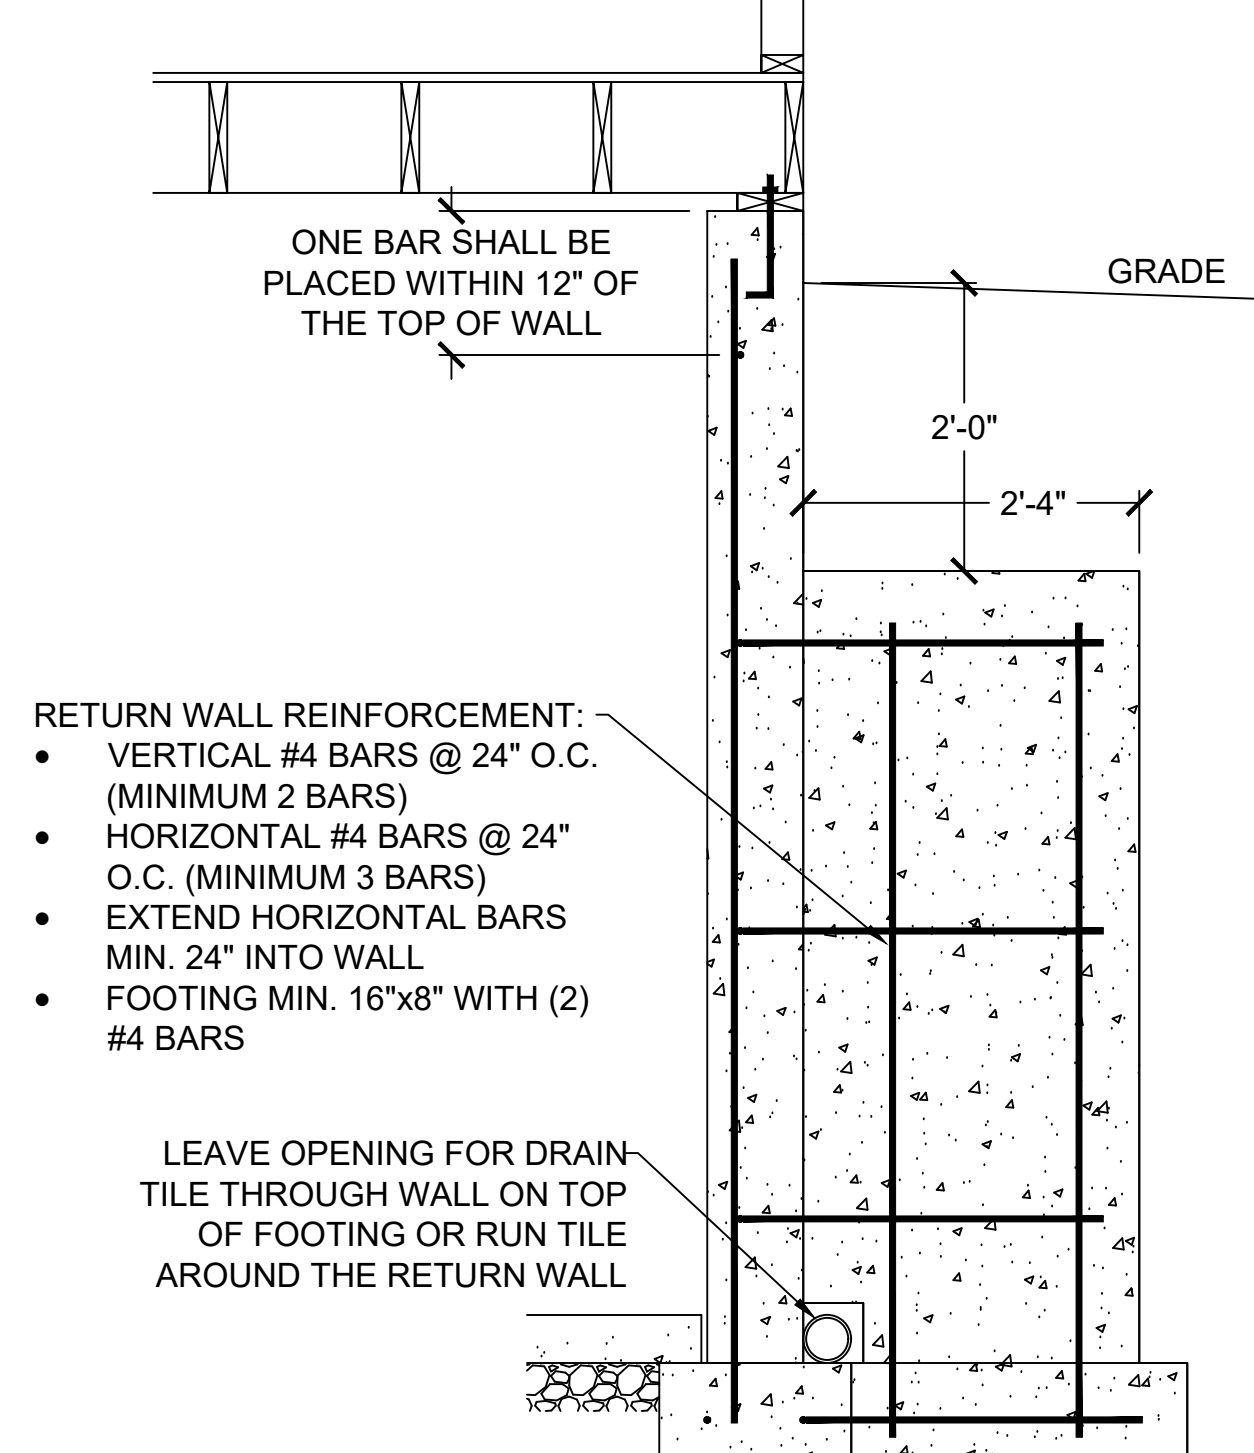 ONE BAR SHALL BE
PLACED WITHIN 12" OF
THE TOP OF WALL
GRADE
2'-0"
2'-4"
RETURN WALL REINFORCEMENT:
• VERTICAL #4 BARS @ 24" O.C.
(MINIMUM 2 BARS)
• HORIZONTAL #4 BARS @ 24"
O.C. (MINIMUM 3 BARS)
• EXTEND HORIZONTAL BARS
MIN. 24" INTO WALL
• FOOTING MIN. 16"x8" WITH (2)
#4 BARS
LEAVE OPENING FOR DRAIN
TILE THROUGH WALL ON TOP
OF FOOTING OR RUN TILE
AROUND THE RETURN WALL